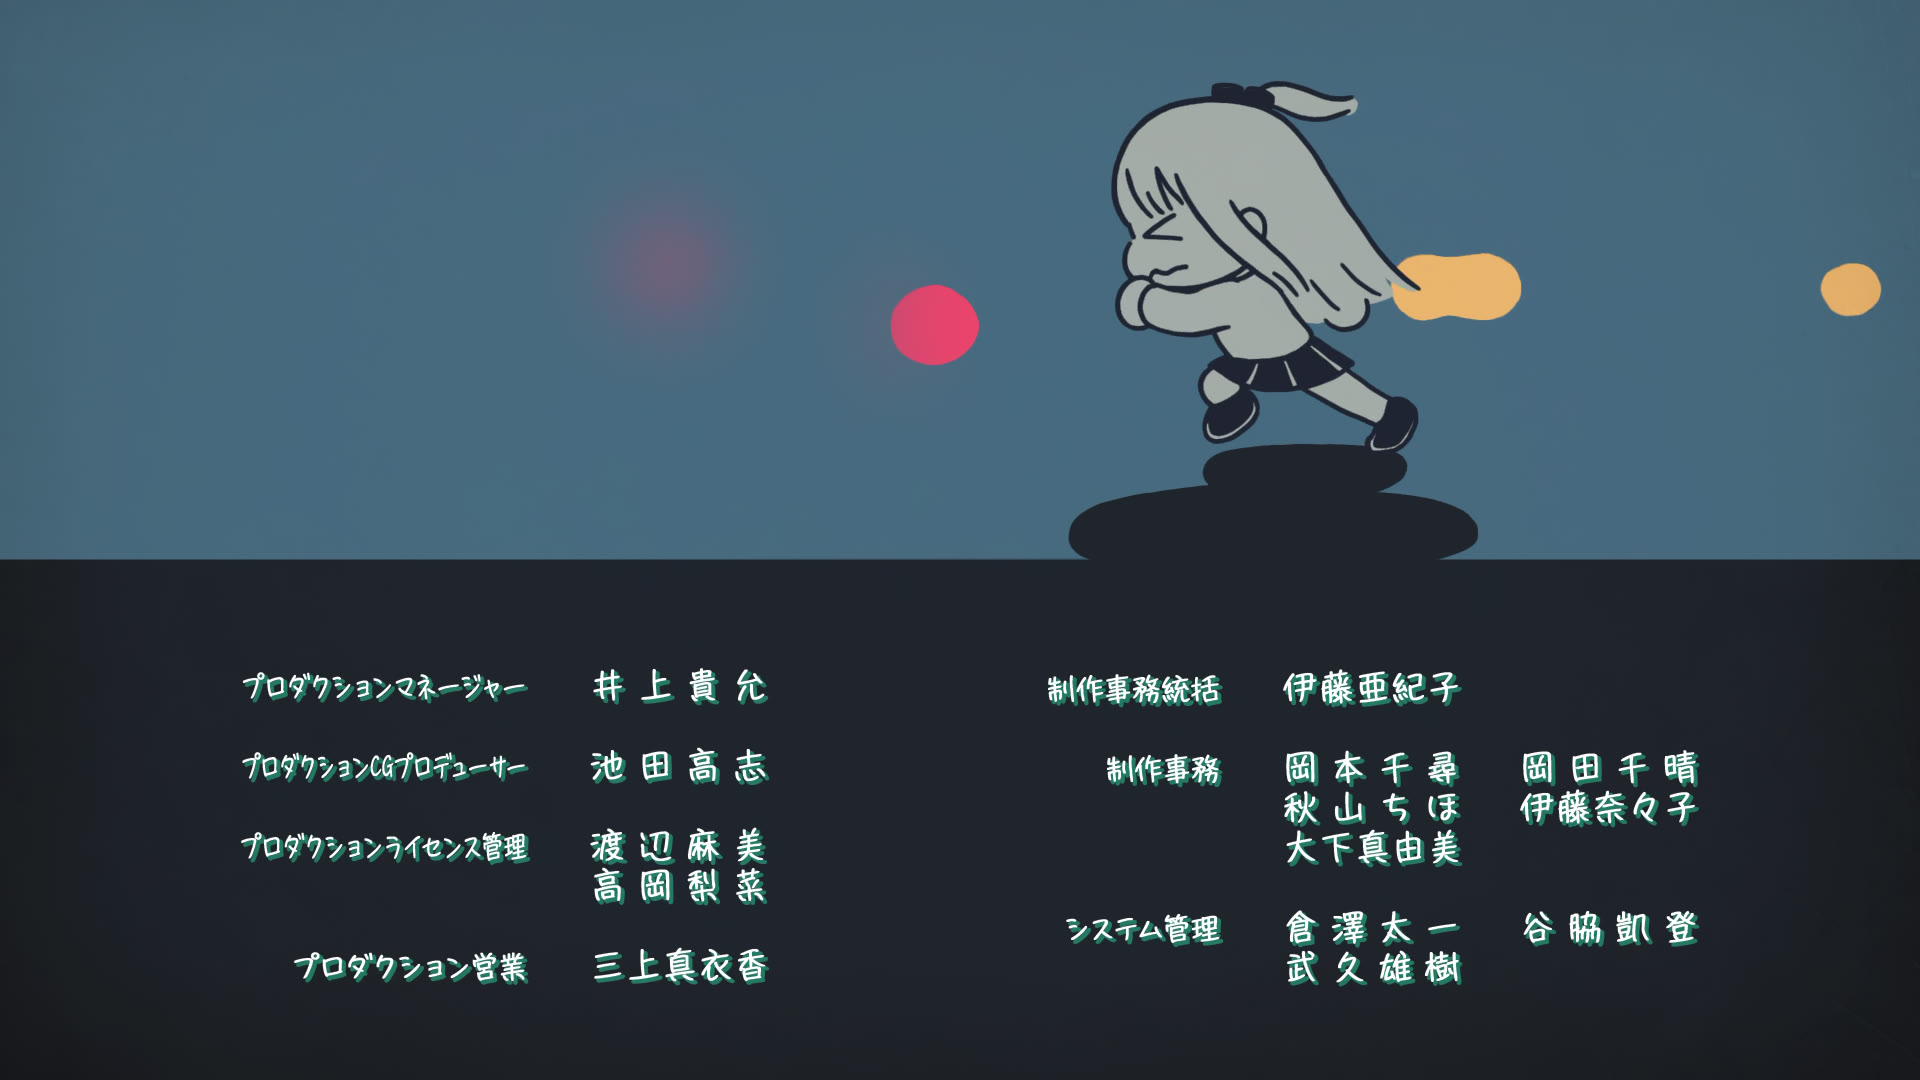 プロダクションマネージャー 井上貴允
プロダクションCGプロデューサー 池田高志
プロダクションライセンス管理 渡辺麻美
高岡梨菜
プロダクション営業 三上真衣香
制作事務統括 伊藤亜紀子
制作事務 岡本千尋 岡田千晴
秋山ちほ 伊藤奈々子
大下真由美
システム管理 倉澤太一 谷脇凱登
武久雄樹